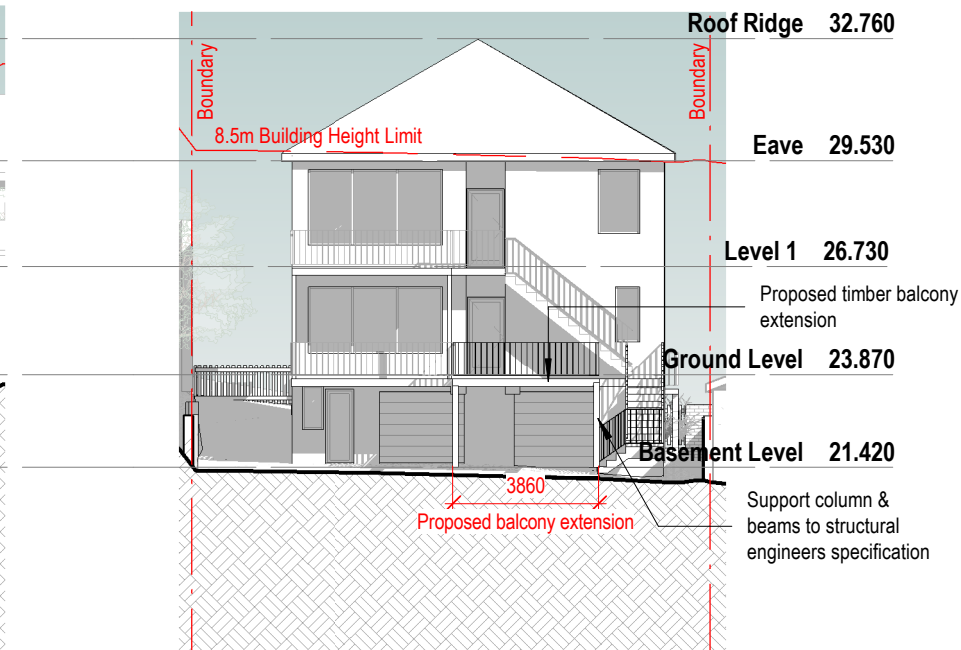 Roof Ridge 32.760
Boundary
Boundary
8.5m Building Height Limit
Eave 29.530
Level 1 26.730
Proposed timber balcony
extension
Ground Level 23.870
Basement Level 21.420
3860
Proposed balcony extension
Support column &
beams to structural
engineers specification